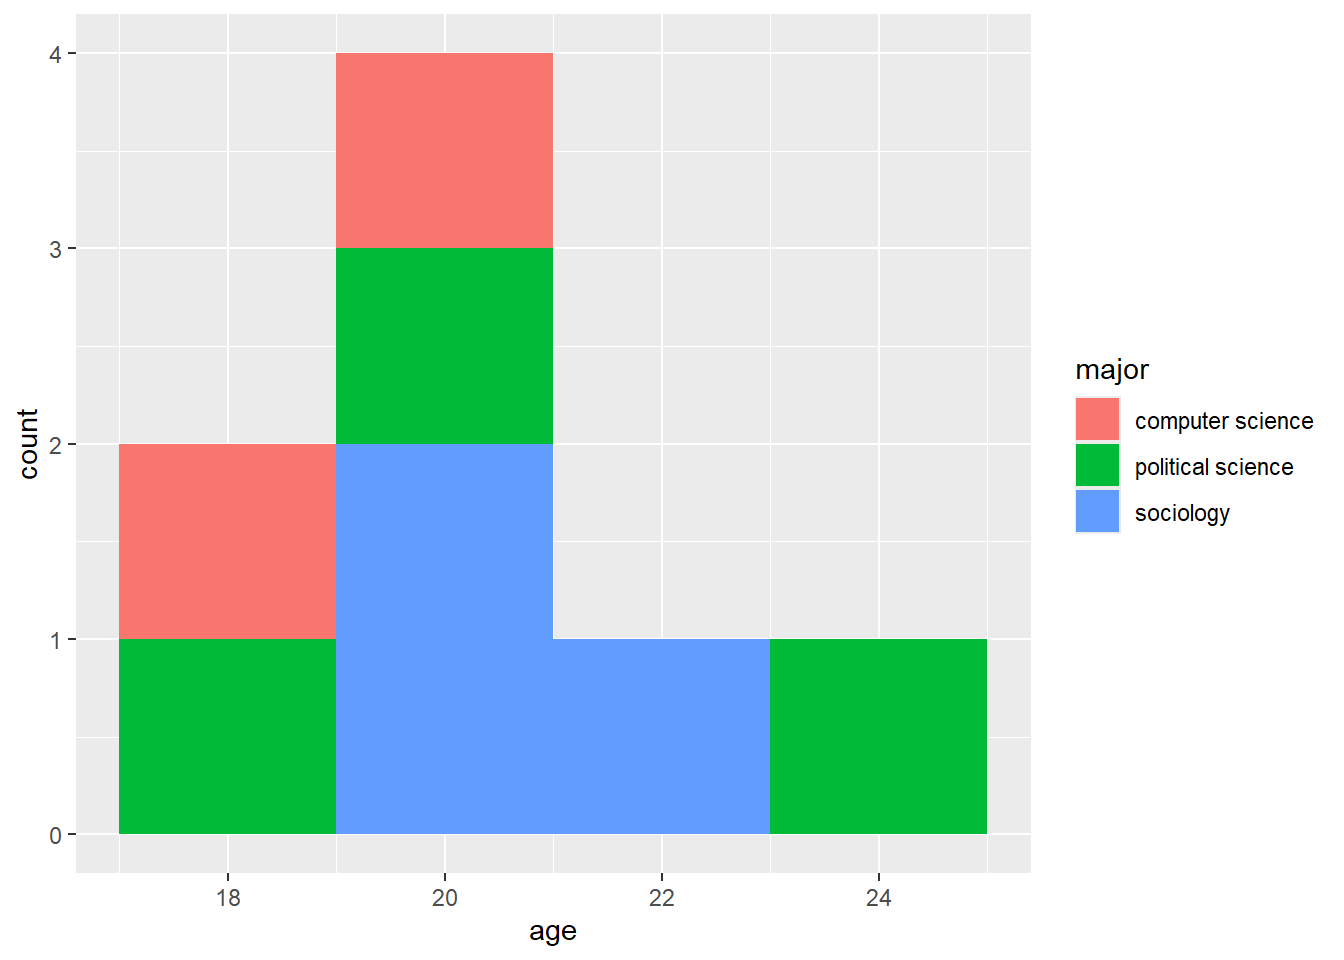 4
3
2
1
0
count
18 20 22 24
age
major
computer science
political science
sociology